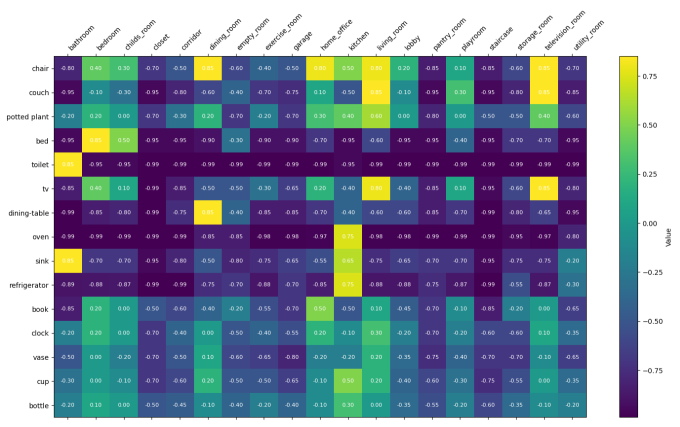 bathroom bedroom childs_room closet corridor dining_room empty_room exercise_room garage home_office kitchen living_room lobby pantry_room playroom staircase storage_room television_room utility_room
chair -0.80 0.40 0.30 -0.70 -0.50 -0.60 -0.40 -0.50 0.50 0.20 -0.85 0.10 -0.85 -0.60 -0.70
couch -0.95 -0.10 -0.30 -0.95 -0.80 -0.60 -0.40 -0.70 -0.75 0.10 -0.50 -0.10 -0.95 0.30 -0.95 -0.80 -0.85
potted plant -0.20 0.20 0.00 -0.70 -0.30 0.20 -0.40 0.00 -0.70 0.30 0.40 0.60 0.00 -0.80 0.00 -0.50 -0.50 0.40 -0.60
bed -0.95 0.50 -0.95 -0.95 -0.90 -0.30 -0.90 -0.90 -0.70 -0.95 -0.60 -0.95 -0.95 -0.40 -0.95 -0.70 -0.70 -0.95
toilet -0.95 -0.95 -0.99 -0.99 -0.99 -0.99 -0.99 -0.99 -0.99 -0.95 -0.99 -0.99 -0.99 -0.99 -0.99 -0.99 -0.99 -0.95
tv -0.85 0.40 0.10 -0.99 -0.85 -0.50 -0.50 -0.30 -0.65 0.20 -0.40 -0.40 -0.85 0.10 -0.95 -0.60 -0.80
dining-table -0.99 -0.85 -0.80 -0.99 -0.75 -0.40 -0.85 -0.85 -0.70 -0.40 -0.60 -0.60 -0.85 -0.70 -0.99 -0.80 -0.65 -0.95
oven -0.99 -0.99 -0.99 -0.99 -0.99 -0.85 -0.85 -0.98 -0.97 -0.98 0.75 -0.98 -0.99 -0.99 -0.99 -0.99 -0.95 -0.97 -0.80
sink -0.70 -0.70 -0.95 -0.80 -0.50 -0.80 -0.75 -0.65 -0.80 0.65 -0.75 -0.65 -0.70 -0.70 -0.99 -0.55 -0.75 -0.20
refrigerator -0.89 -0.88 -0.87 -0.99 -0.99 -0.75 -0.75 -0.88 -0.70 -0.85 0.75 -0.88 -0.88 -0.75 -0.87 -0.99 -0.55 -0.87 -0.30
book -0.85 0.20 0.00 -0.50 -0.60 -0.40 -0.20 -0.55 -0.70 0.50 -0.50 0.10 -0.45 -0.70 0.10 -0.85 -0.20 0.00 -0.65
clock -0.20 0.20 0.00 -0.70 -0.40 0.00 -0.50 -0.40 -0.55 0.20 -0.10 0.30 -0.20 -0.70 -0.20 -0.60 -0.60 0.10 -0.35
vase -0.50 0.00 -0.20 -0.70 -0.50 0.10 -0.60 -0.65 -0.80 -0.20 -0.20 0.20 -0.35 -0.75 -0.40 -0.70 -0.70 -0.10 -0.65
cup -0.30 0.00 -0.10 -0.70 -0.60 0.20 -0.50 -0.50 -0.65 -0.10 0.50 0.20 -0.40 -0.60 -0.30 -0.75 -0.55 0.00 -0.35
bottle -0.20 0.10 0.00 -0.50 -0.45 -0.10 -0.40 -0.20 -0.40 -0.10 0.30 0.00 -0.35 -0.55 -0.20 -0.70 -0.30 -0.10 -0.20
0.75
0.50
0.25
0.00
−0.25
−0.50
−0.75
Value